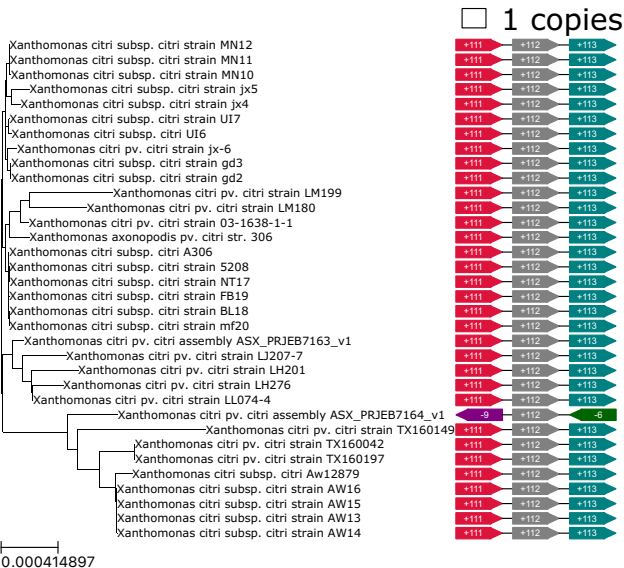 1 copies
Xanthomonas citri subsp. citri strain MN12 +111 +112 +113
Xanthomonas citri subsp. citri strain MN11 +111 +112 +113
Xanthomonas citri subsp. citri strain MN10 +111 +112 +113
Xanthomonas citri subsp. citri strain jx5 +111 +112 +113
Xanthomonas citri subsp. citri strain jx4 +111 +112 +113
Xanthomonas citri subsp. citri strain UI7 +111 +112 +113
Xanthomonas citri subsp. citri UI6 +111 +112 +113
Xanthomonas citri pv. citri strain jx-6 +111 +112 +113
Xanthomonas citri subsp. citri strain gd3 +111 +112 +113
Xanthomonas citri subsp. citri strain gd2 +111 +112 +113
Xanthomonas citri pv. citri strain LM199 +111 +112 +113
Xanthomonas citri pv. citri strain LM180 +111 +112 +113
Xanthomonas citri pv. citri strain 03-1638-1-1 +111 +112 +113
Xanthomonas axonopodis pv. citri str. 306 +111 +112 +113
Xanthomonas citri subsp. citri A306 +111 +112 +113
Xanthomonas citri subsp. citri strain 5208 +111 +112 +113
Xanthomonas citri subsp. citri strain NT17 +111 +112 +113
Xanthomonas citri subsp. citri strain FB19 +111 +112 +113
Xanthomonas citri subsp. citri strain BL18 +111 +112 +113
Xanthomonas citri subsp. citri strain mf20 +111 +112 +113
Xanthomonas citri pv. citri assembly ASX_PRJEB7163_v1 +111 +112 +113
Xanthomonas citri pv. citri strain LJ207-7 +111 +112 +113
Xanthomonas citri pv. citri strain LH201 +111 +112 +113
Xanthomonas citri pv. citri strain LH276 +111 +112 +113
Xanthomonas citri pv. citri strain LL074-4 +111 +112 +113
Xanthomonas citri pv. citri assembly ASX_PRJEB7164_v1 -9 +112 -6
Xanthomonas citri pv. citri strain TX160149 +111 +112 +113
Xanthomonas citri pv. citri strain TX160042 +111 +112 +113
Xanthomonas citri pv. citri strain TX160197 +111 +112 +113
Xanthomonas citri subsp. citri Aw12879 +111 +112 +113
Xanthomonas citri subsp. citri strain AW16 +111 +112 +113
Xanthomonas citri subsp. citri strain AW15 +111 +112 +113
Xanthomonas citri subsp. citri strain AW13 +111 +112 +113
Xanthomonas citri subsp. citri strain AW14 +111 +112 +113
0.000414897